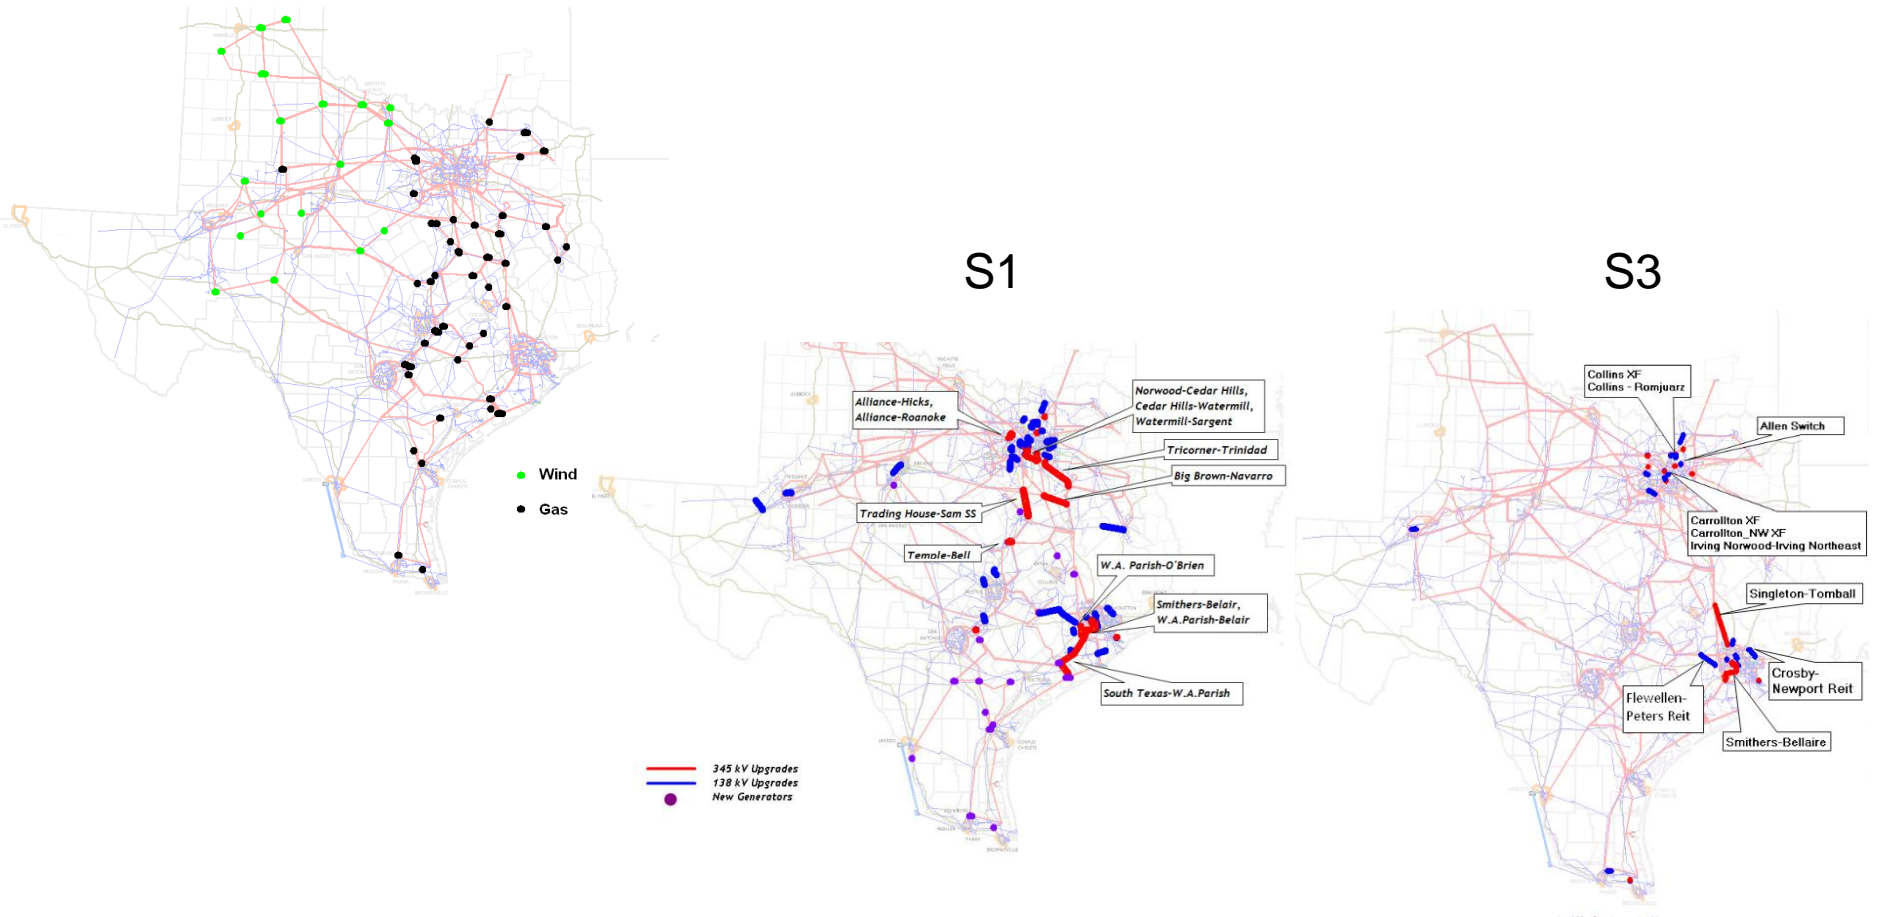 Wind
Gas
S1
Alliance-Hicks,
Alliance-Roanoke
Norwood-Cedar Hills,
Cedar Hills-Watermill,
Watermill-Sargent
Tricorner-Trinidad
Big Brown-Navarro
Trading House-Sam SS
Temple-Bell
W.A. Parish-O'Brien
Smithers-Belair,
W.A.Parish-Belair
South Texas-W.A.Parish
345 kV Upgrades
138 kV Upgrades
New Generators
S3
Collins XF
Collins - Romjuarz
Allen Switch
Carrollton XF
Carrollton_NW XF
Irving Norwood-Irving Northeast
Singleton-Tomball
Crosby-
Newport Reit
Flewellen-
Peters Reit
Smithers-Bellaire